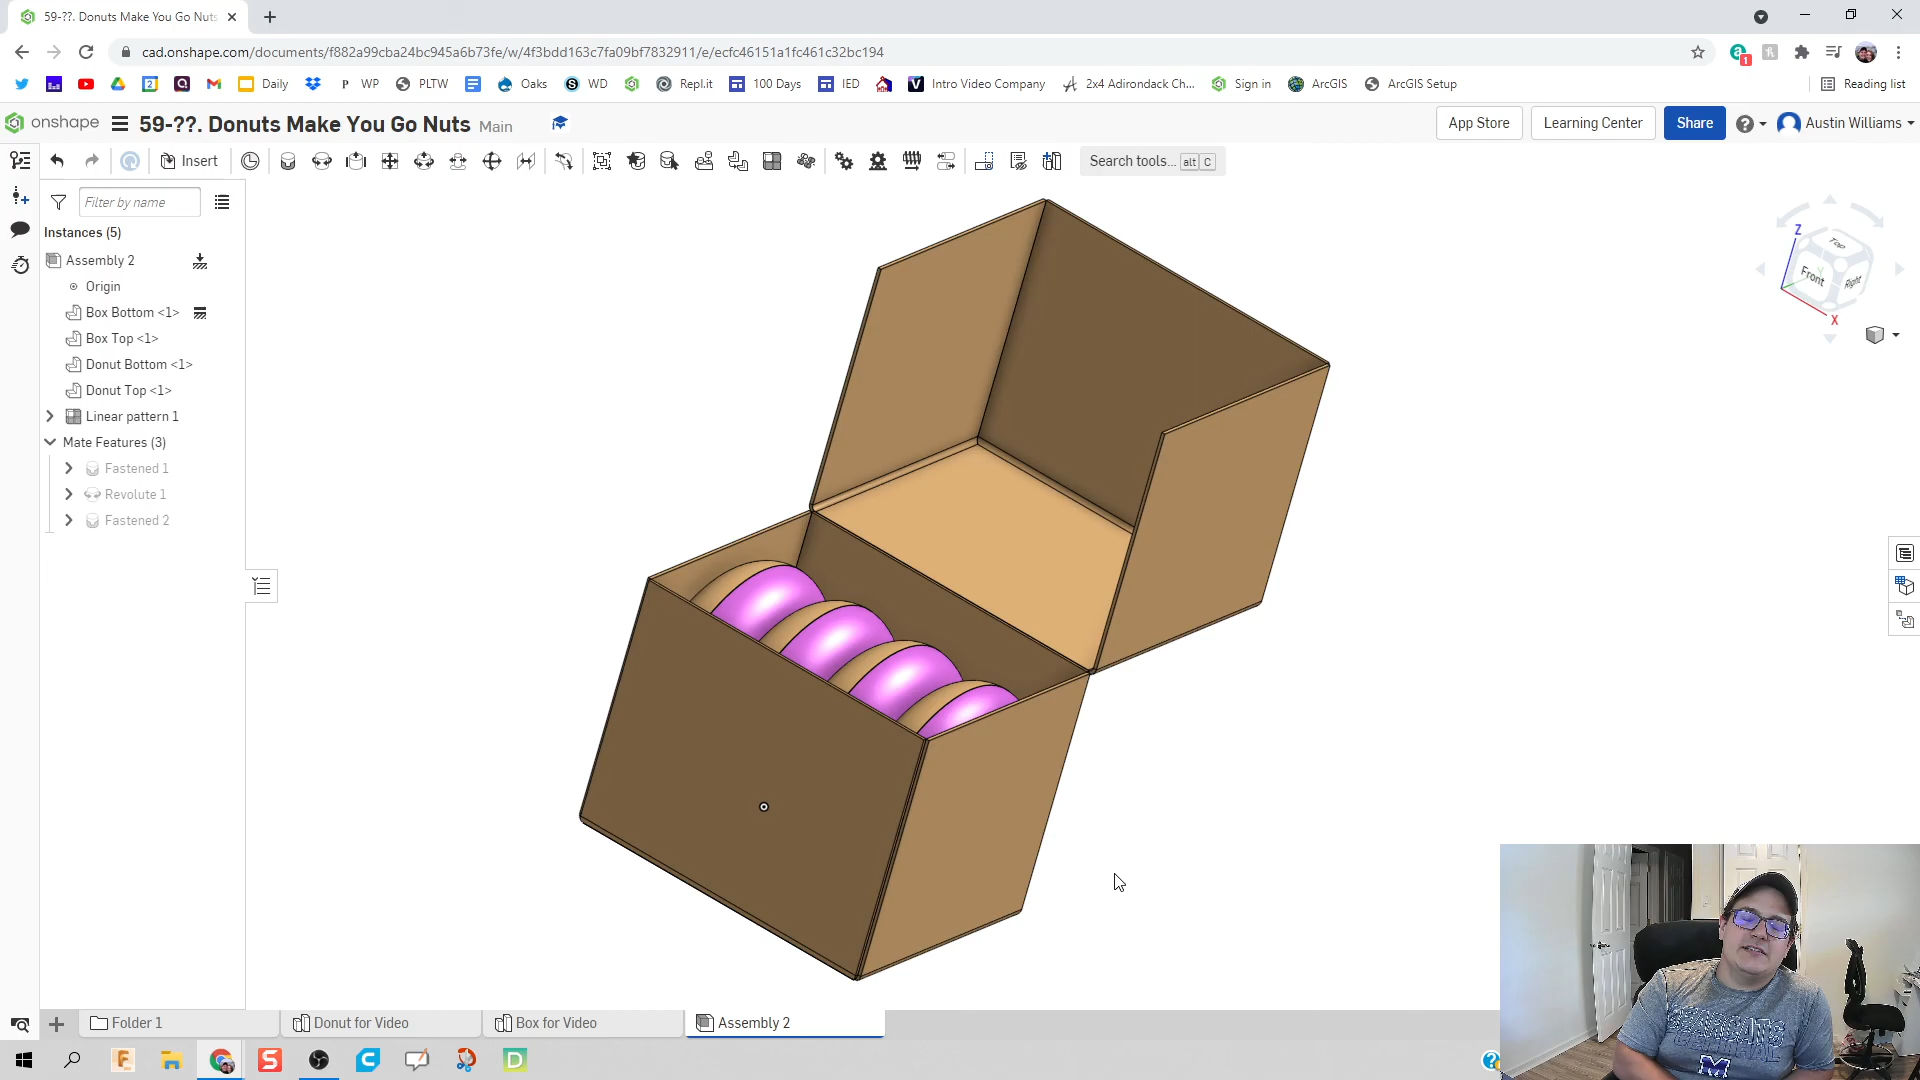 59-??. Donuts Make You Go Nuts
cad.onshape.com/documents/f882a99cba24bc945a6b73fe/w/4f3bdd163c7fa09bf7832911/e/ecfc46151a1fc461c32bc194
1
2 Daily P WP PLTW Oaks WD Repl.it 100 Days IED Intro Video Company 2x4 Adirondack Ch... Sign in ArcGIS ArcGIS Setup Reading list
onshape 59-??. Donuts Make You Go Nuts Main App Store Learning Center Share Austin Williams
Insert Search tools... alt C
Filter by name
Instances (5)
Assembly 2
Origin
Box Bottom <1>
Box Top <1>
Donut Bottom <1>
Donut Top <1>
Linear pattern 1
Mate Features (3)
Fastened 1
Revolute 1
Fastened 2
Z
Top
Front
Right
X
Folder 1 Donut for Video Box for Video Assembly 2